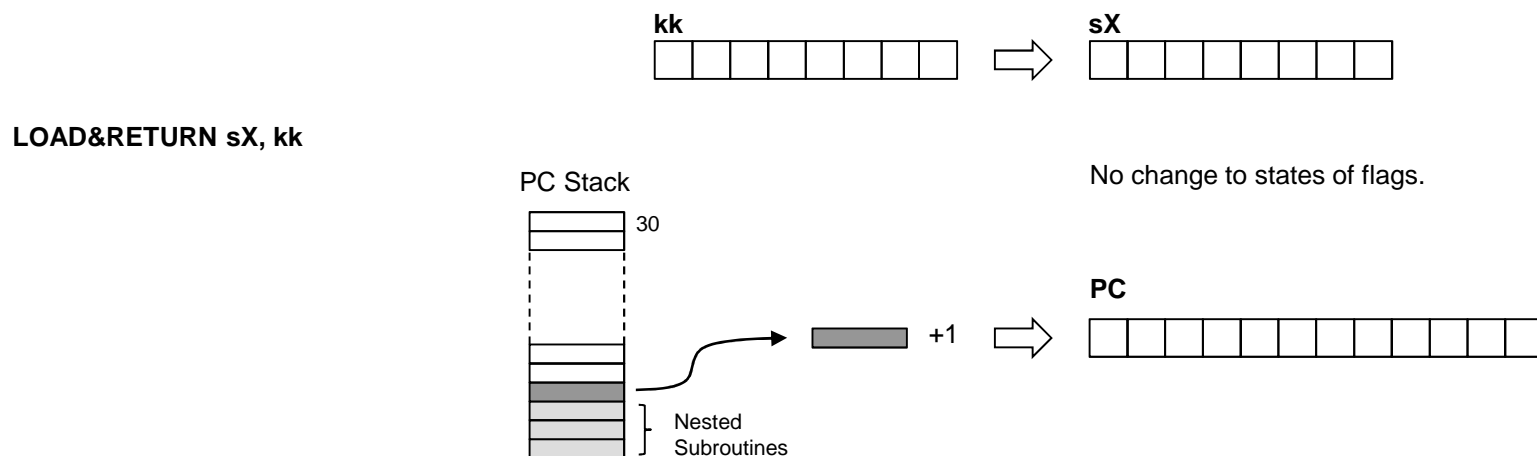 kk
sX
LOAD&RETURN sX, kk
PC Stack
No change to states of flags.
30
PC
+1
Nested
Subroutines